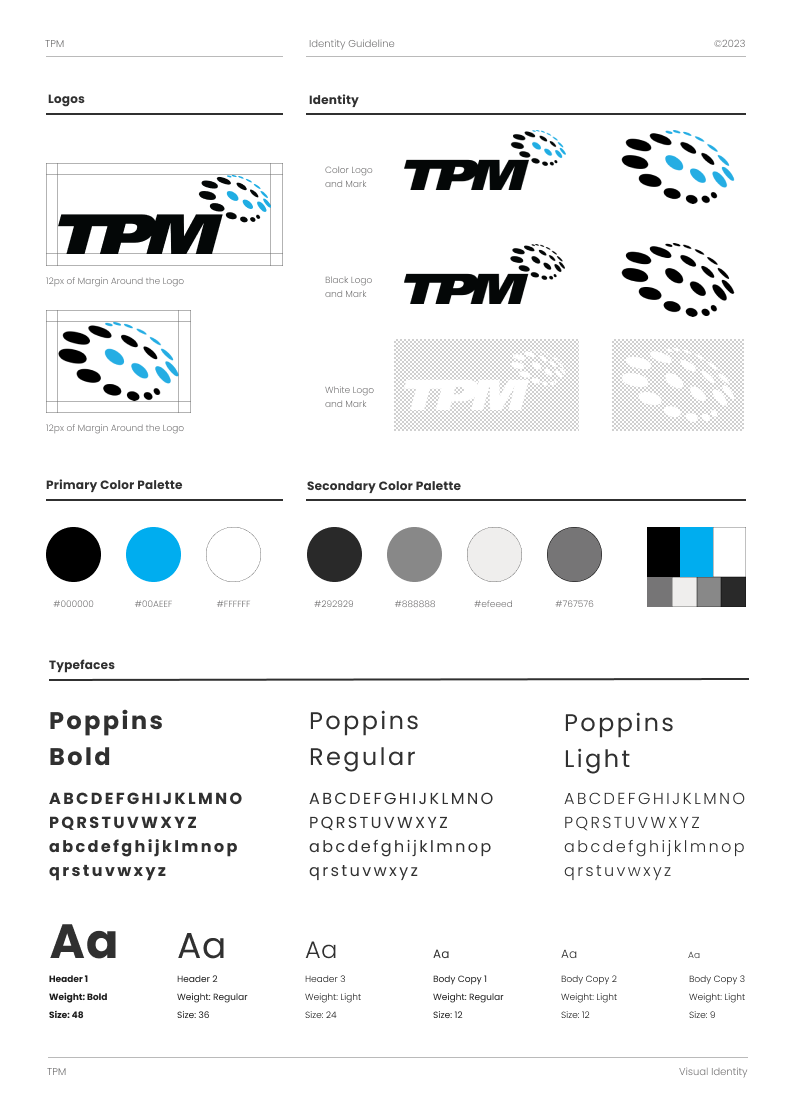 TPM
Identity Guideline
©2023
Logos
Identity
TPM
12px of Margin Around the Logo
12px of Margin Around the Logo
Color Logo
and Mark
TPM
Black Logo
and Mark
TPM
White Logo
and Mark
TPM
Primary Color Palette
Secondary Color Palette
#000000
#00AEEF
#FFFFFF
#292929
#888888
#efeeed
#767576
Typefaces
Poppins
Bold
ABCDEFGHIJKLMNO
PQRSTUVWXYZ
abcdefghijklmnop
qrstuvwxyz
Poppins
Regular
ABCDEFGHIJKLMNO
PQRSTUVWXYZ
abcdefghijklmnop
qrstuvwxyz
Poppins
Light
ABCDEFGHIJKLMNO
PQRSTUVWXYZ
abcdefghijklmnop
qrstuvwxyz
Aa
Header 1
Weight: Bold
Size: 48
Aa
Header 2
Weight: Regular
Size: 36
Aa
Header 3
Weight: Light
Size: 24
Aa
Body Copy 1
Weight: Regular
Size: 12
Aa
Body Copy 2
Weight: Light
Size: 12
Aa
Body Copy 3
Weight: Light
Size: 9
TPM
Visual Identity